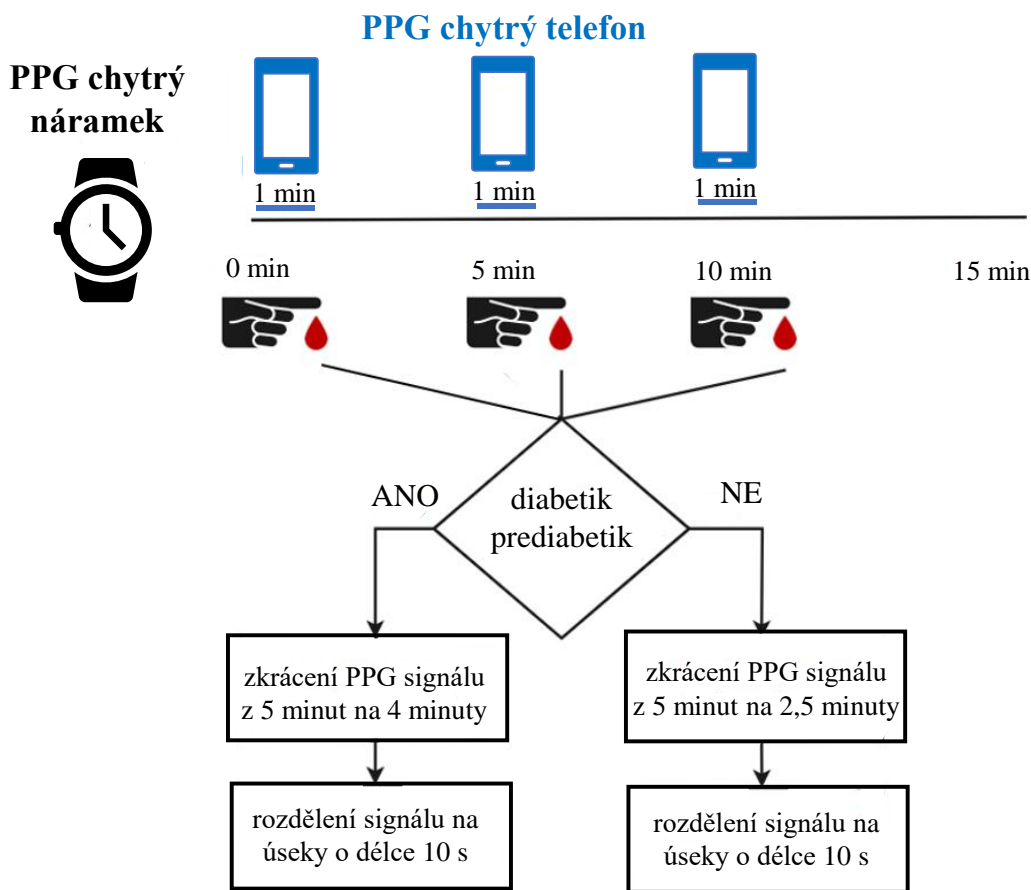 PPG chytrý telefon
PPG chytrý
náramek
1 min
1 min
1 min
0 min
5 min
10 min
15 min
ANO
diabetik
prediabetik
NE
zkrácení PPG signálu
z 5 minut na 4 minuty
zkrácení PPG signálu
z 5 minut na 2,5 minuty
rozdělení signálu na
úseky o délce 10 s
rozdělení signálu na
úseky o délce 10 s